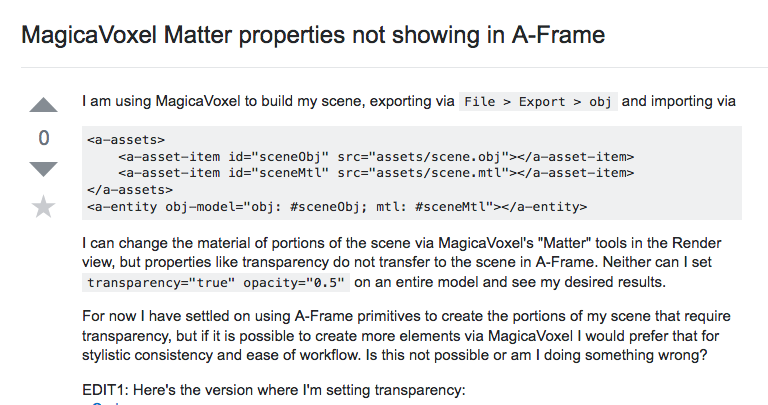 MagicaVoxel Matter properties not showing in A-Frame
I am using MagicaVoxel to build my scene, exporting via File > Export > obj and importing via
0
<a-assets>
    <a-asset-item id="sceneObj" src="assets/scene.obj"></a-asset-item>
    <a-asset-item id="sceneMtl" src="assets/scene.mtl"></a-asset-item>
</a-assets>
<a-entity obj-model="obj: #sceneObj; mtl: #sceneMtl"></a-entity>
I can change the material of portions of the scene via MagicaVoxel's "Matter" tools in the Render
view, but properties like transparency do not transfer to the scene in A-Frame. Neither can I set
transparency="true" opacity="0.5" on an entire model and see my desired results.
For now I have settled on using A-Frame primitives to create the portions of my scene that require
transparency, but if it is possible to create more elements via MagicaVoxel I would prefer that for
stylistic consistency and ease of workflow. Is this not possible or am I doing something wrong?
EDIT1: Here's the version where I'm setting transparency: